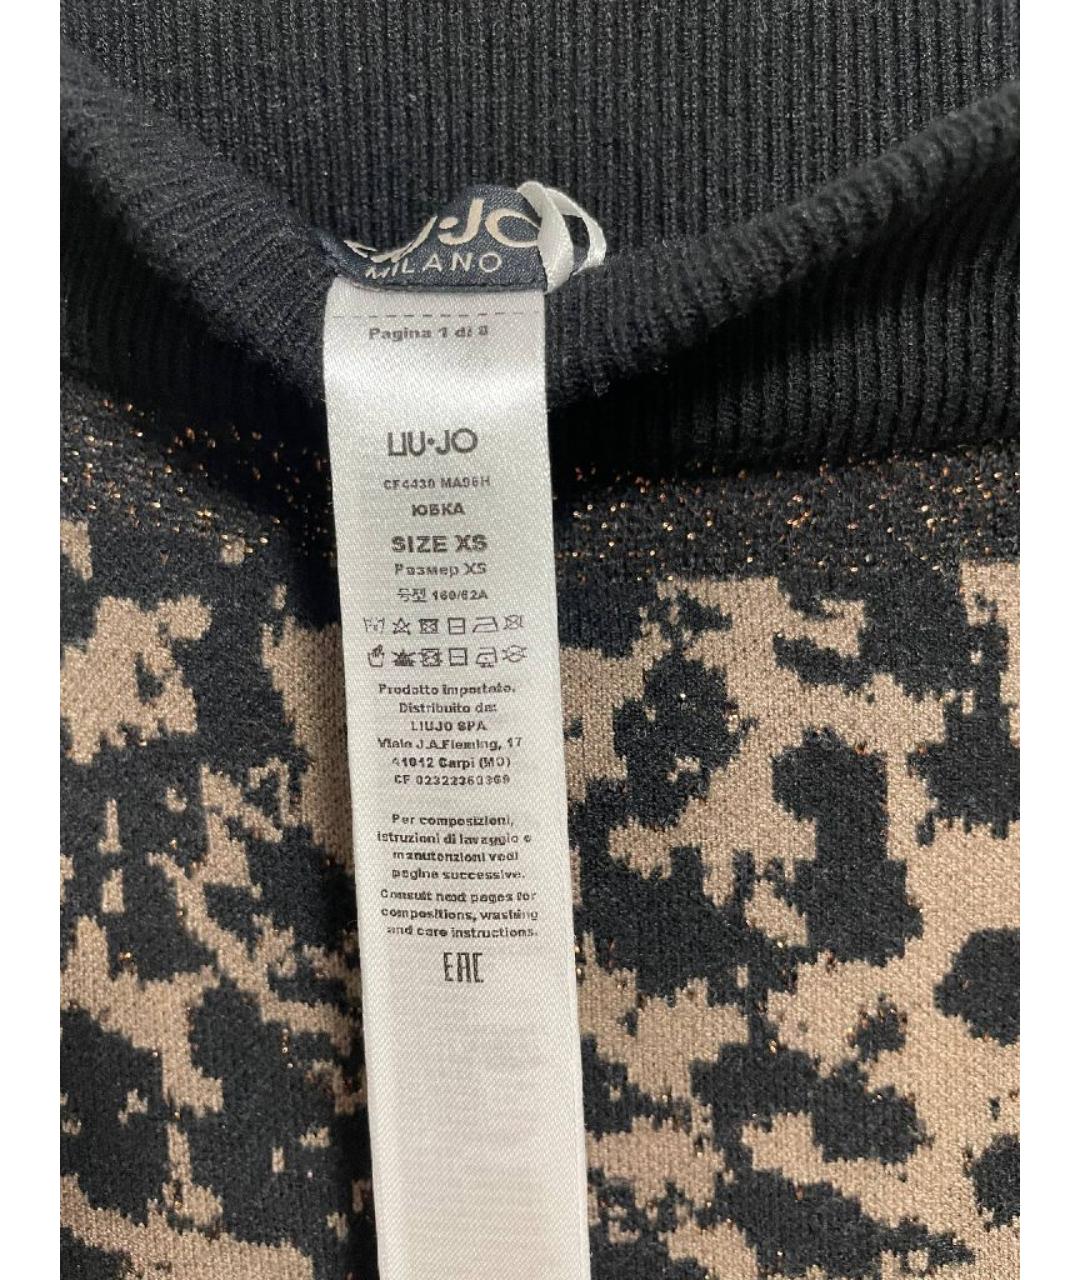 LIU·JO
MILANO
Pagina 1 di 8
LIU·JO
CF4439 MA96H
ЮБКА
SIZE XS
Размер XS
号型 160/62A
Prodotto importato.
Distribuito da:
LIUJO SPA
Viale J.A.Fleming, 17
41012 Carpi (MO)
CF 02322360369
Per composizioni,
istruzioni di lavaggio e
manutenzioni vedi
pagine successive.
Consult next pages for
compositions, washing
and care instructions.
EAC